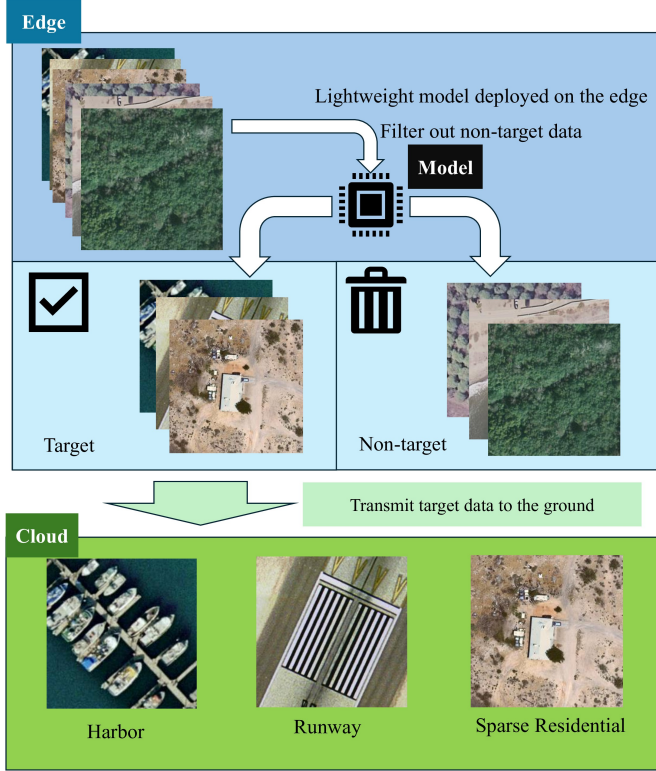 Edge
Lightweight model deployed on the edge
Filter out non-target data
Model
Target
Non-target
Transmit target data to the ground
Cloud
Harbor
Runway
Sparse Residential